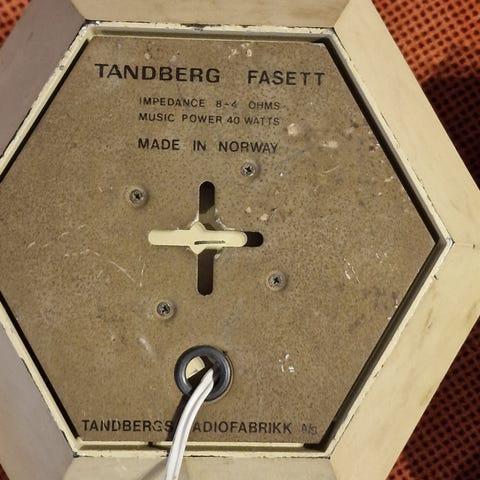 TANDBERG FASETT
IMPEDANCE 8-4 OHMS
MUSIC POWER 40 WATTS
MADE IN NORWAY
TANDBERGS RADIOFABRIKK A/S